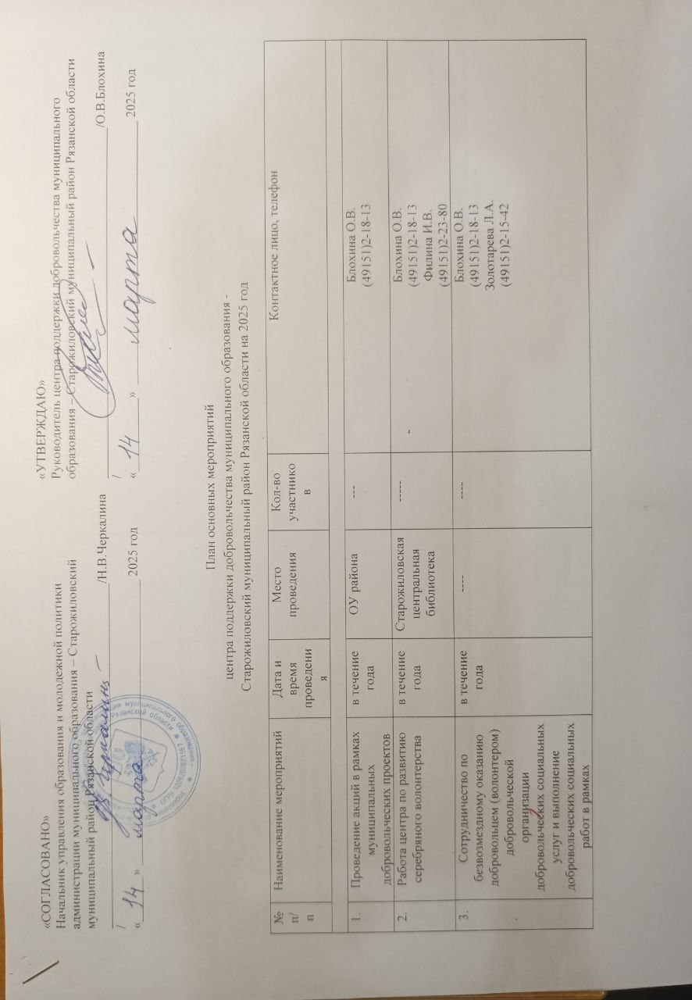 «СОГЛАСОВАНО»
Начальник управления образования и молодежной политики
администрации муниципального образования – Старожиловский
муниципальный район Рязанской области
/Н.В.Черкалина
/
« 14 » марта 2025 год
«УТВЕРЖДАЮ»
Руководитель центра поддержки добровольчества муниципального
образования – Старожиловский муниципальный район Рязанской области
/О.В.Блохина
/
« 14 » марта 2025 год
План основных мероприятий
центра поддержки добровольчества муниципального образования -
Старожиловский муниципальный район Рязанской области на 2025 год
№
п/
п
Наименование мероприятий
Дата и
время
проведени
я
Место
проведения
Кол-во
участнико
в
Контактное лицо, телефон
1.
Проведение акций в рамках
муниципальных
добровольческих проектов
в течение
года
ОУ района
---
Блохина О.В.
(49151)2-18-13
2.
Работа центра по развитию
серебряного волонтерства
в течение
года
Старожиловская
центральная
библиотека
-----
Блохина О.В.
(49151)2-18-13
Филина И.В.
(49151)2-23-80
3.
Сотрудничество по
безвозмездному оказанию
добровольцем (волонтером)
добровольческой
организации
добровольческих социальных
услуг и выполнение
добровольческих социальных
работ в рамках
в течение
года
----
----
Блохина О.В.
(49151)2-18-13
Золотарева Л.А.
(49151)2-15-42